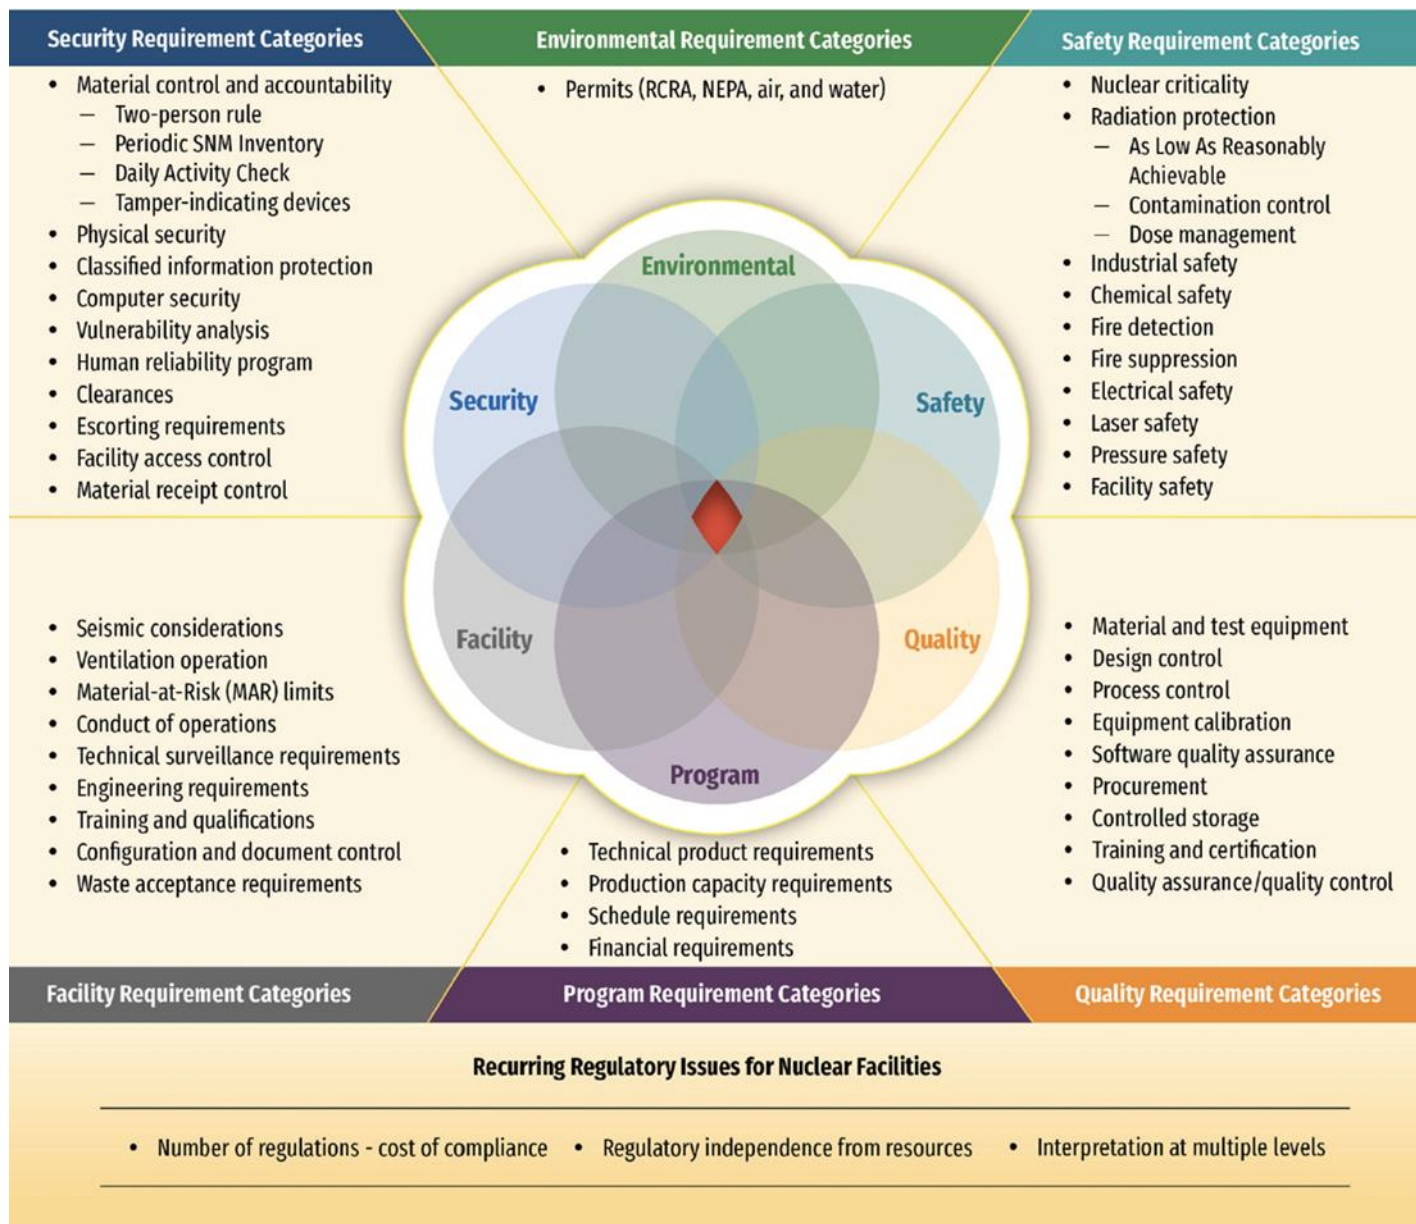 Security Requirement Categories
• Material control and accountability
– Two-person rule
– Periodic SNM Inventory
– Daily Activity Check
– Tamper-indicating devices
• Physical security
• Classified information protection
• Computer security
• Vulnerability analysis
• Human reliability program
• Clearances
• Escorting requirements
• Facility access control
• Material receipt control
Environmental Requirement Categories
• Permits (RCRA, NEPA, air, and water)
Safety Requirement Categories
• Nuclear criticality
• Radiation protection
– As Low As Reasonably
Achievable
– Contamination control
– Dose management
• Industrial safety
• Chemical safety
• Fire detection
• Fire suppression
• Electrical safety
• Laser safety
• Pressure safety
• Facility safety
Environmental
Security
Safety
Facility
Quality
Program
• Seismic considerations
• Ventilation operation
• Material-at-Risk (MAR) limits
• Conduct of operations
• Technical surveillance requirements
• Engineering requirements
• Training and qualifications
• Configuration and document control
• Waste acceptance requirements
Facility Requirement Categories
• Technical product requirements
• Production capacity requirements
• Schedule requirements
• Financial requirements
Program Requirement Categories
• Material and test equipment
• Design control
• Process control
• Equipment calibration
• Software quality assurance
• Procurement
• Controlled storage
• Training and certification
• Quality assurance/quality control
Quality Requirement Categories
Recurring Regulatory Issues for Nuclear Facilities
• Number of regulations - cost of compliance • Regulatory independence from resources • Interpretation at multiple levels